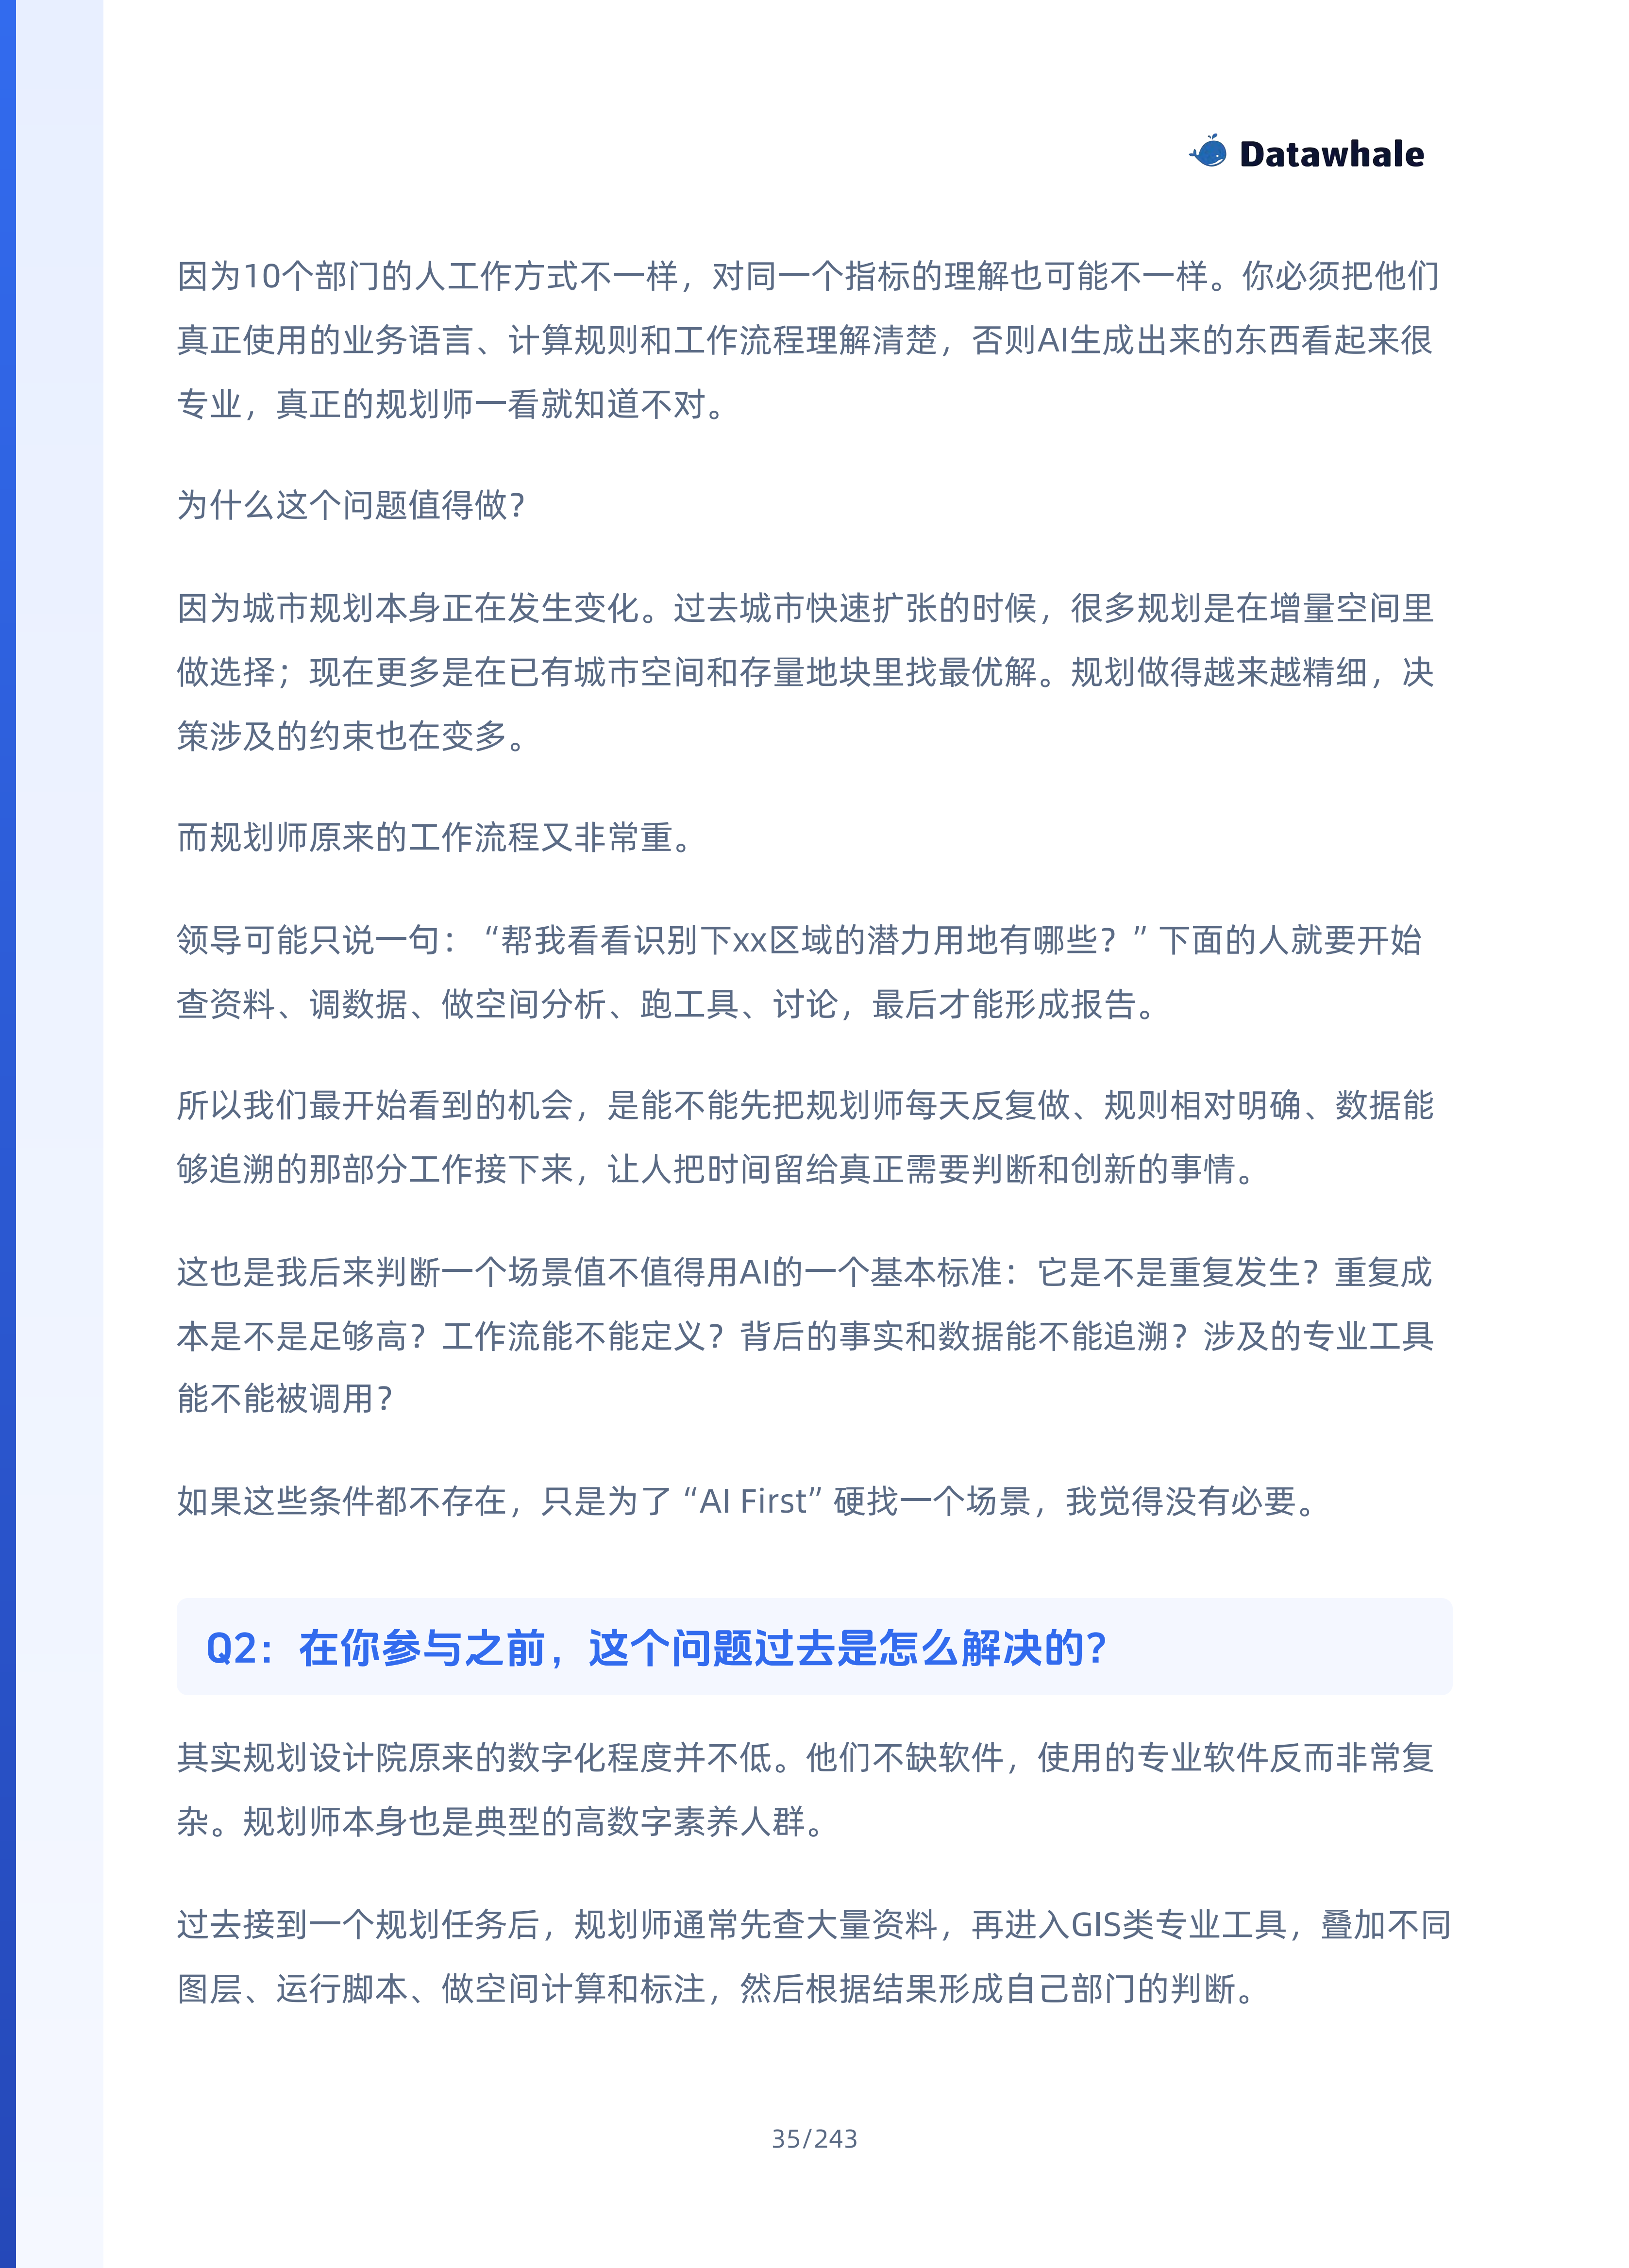 Datawhale
因为10个部门的人工作方式不一样，对同一个指标的理解也可能不一样。你必须把他们
真正使用的业务语言、计算规则和工作流程理解清楚，否则AI生成出来的东西看起来很
专业，真正的规划师一看就知道不对。
为什么这个问题值得做？
因为城市规划本身正在发生变化。过去城市快速扩张的时候，很多规划是在增量空间里
做选择；现在更多是在已有城市空间和存量地块里找最优解。规划做得越来越精细，决
策涉及的约束也在变多。
而规划师原来的工作流程又非常重。
领导可能只说一句：“帮我看看识别下xx区域的潜力用地有哪些？”下面的人就要开始
查资料、调数据、做空间分析、跑工具、讨论，最后才能形成报告。
所以我们最开始看到的机会，是能不能先把规划师每天反复做、规则相对明确、数据能
够追溯的那部分工作接下来，让人把时间留给真正需要判断和创新的事情。
这也是我后来判断一个场景值不值得用AI的一个基本标准：它是不是重复发生？重复成
本是不是足够高？工作流能不能定义？背后的事实和数据能不能追溯？涉及的专业工具
能不能被调用？
如果这些条件都不存在，只是为了“AI First”硬找一个场景，我觉得没有必要。
Q2：在你参与之前，这个问题过去是怎么解决的？
其实规划设计院原来的数字化程度并不低。他们不缺软件，使用的专业软件反而非常复
杂。规划师本身也是典型的高数字素养人群。
过去接到一个规划任务后，规划师通常先查大量资料，再进入GIS类专业工具，叠加不同
图层、运行脚本、做空间计算和标注，然后根据结果形成自己部门的判断。
35/243